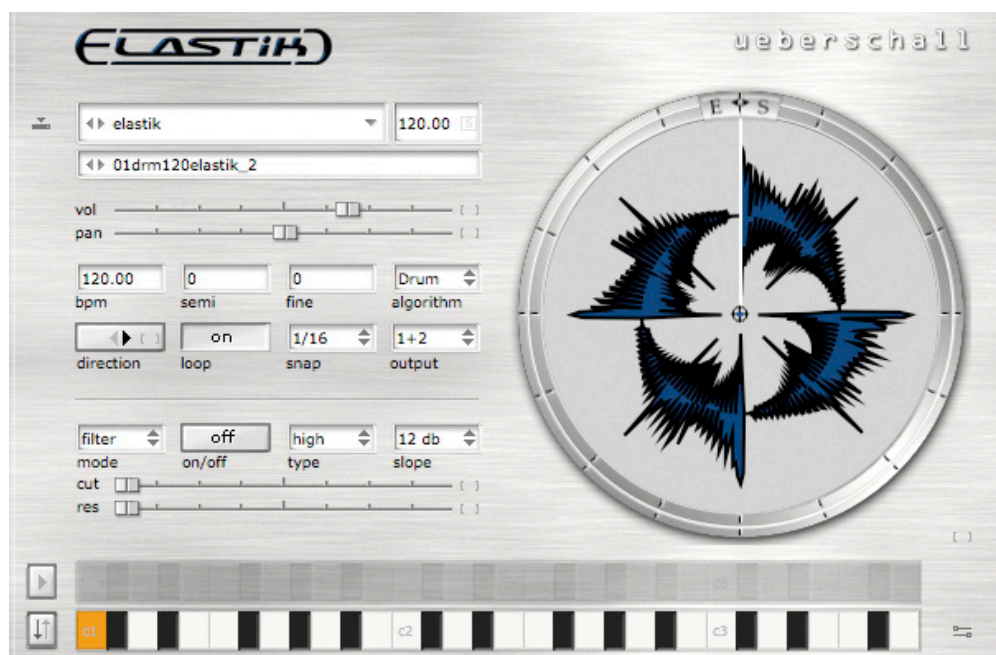 ELASTIK
ueberschall
E S
elastik 120.00 S
01drm120elastik_2
vol
pan
120.00 0 0 Drum
bpm semi fine algorithm
on 1/16 1+2
direction loop snap output
filter off high 12 db
mode on/off type slope
cut
res
c1 c2 c3